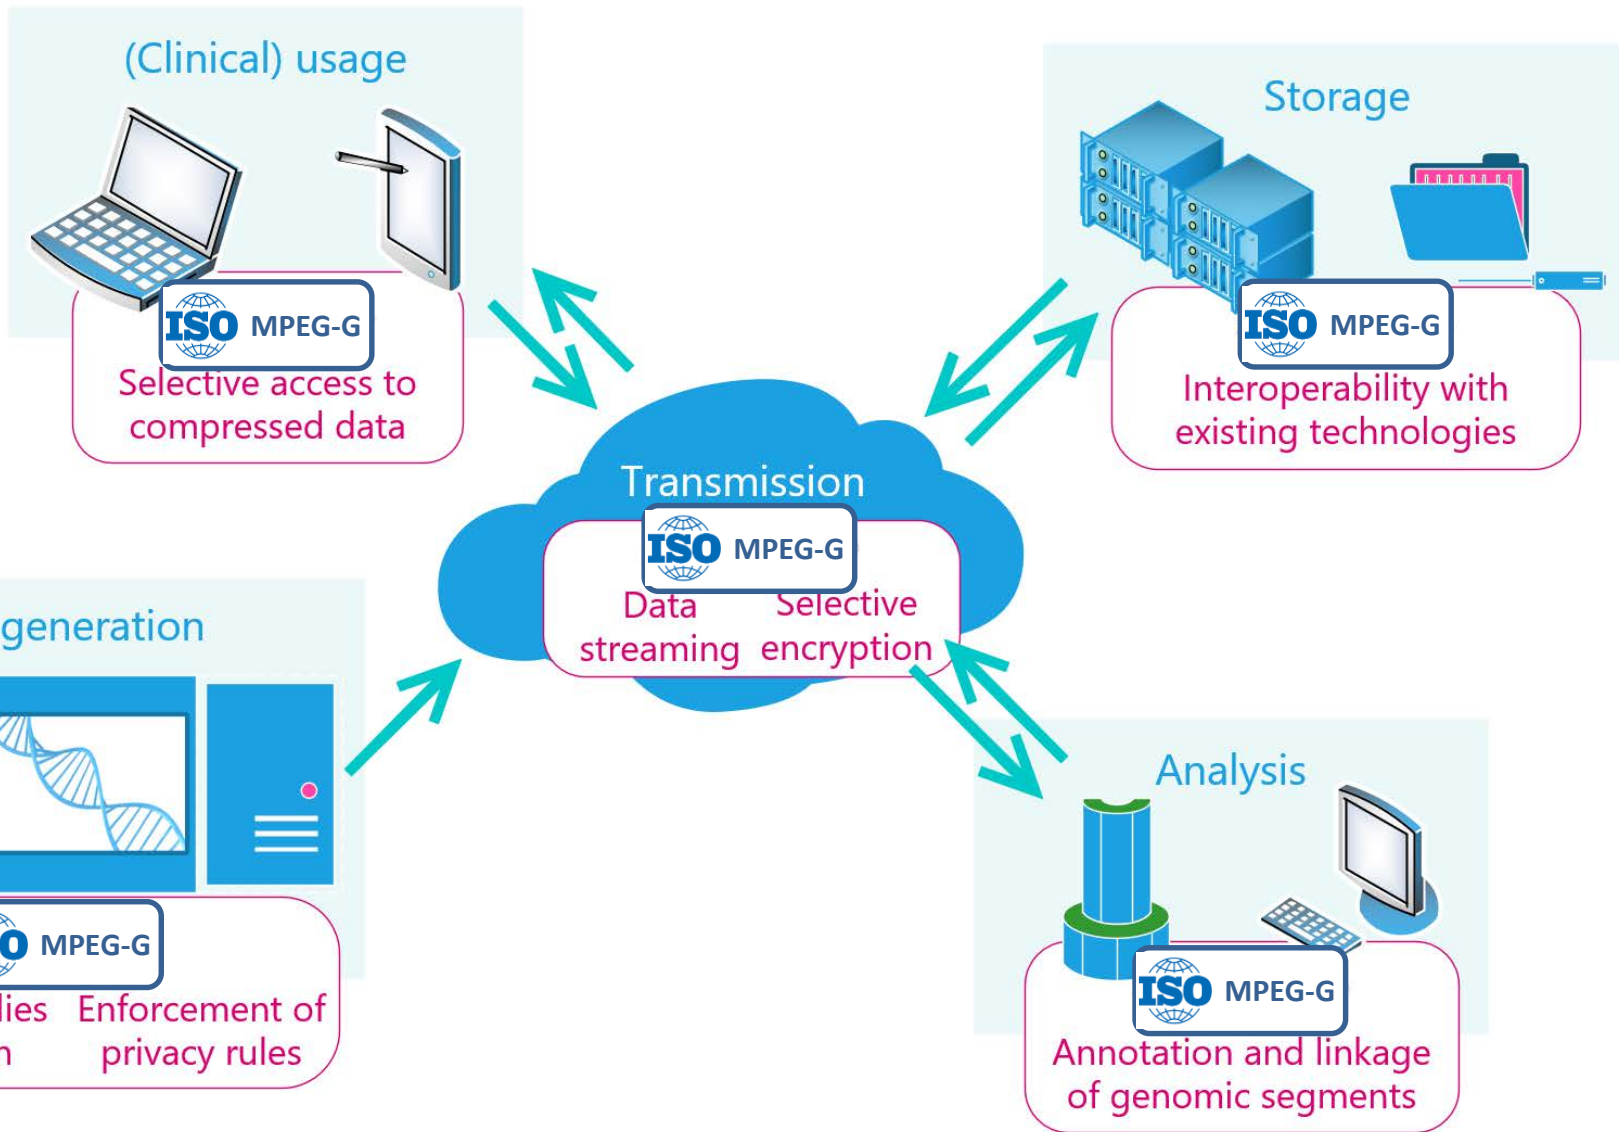 (Clinical) usage
ISO MPEG-G
Selective access to
compressed data
Storage
ISO MPEG-G
Interoperability with
existing technologies
Transmission
ISO MPEG-G
Data Selective
streaming encryption
generation
MPEG-G
Enforcement of
privacy rules
Analysis
ISO MPEG-G
Annotation and linkage
of genomic segments